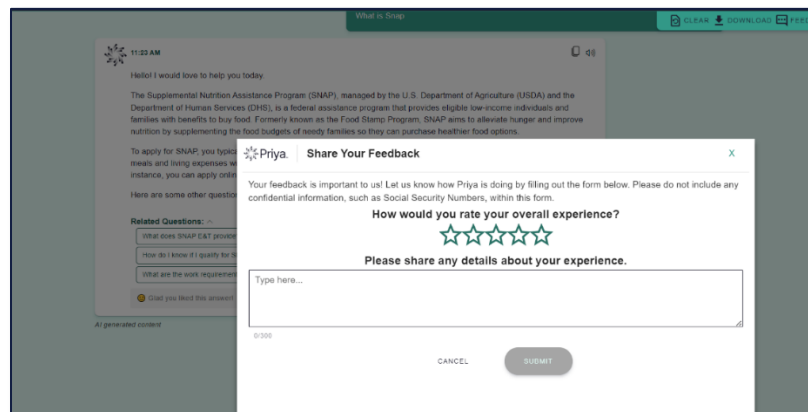 What is Snap
CLEAR DOWNLOAD FEED
11:23 AM
Hello! I would love to help you today.
The Supplemental Nutrition Assistance Program (SNAP), managed by the U.S. Department of Agriculture (USDA) and the
Department of Human Services (DHS), is a federal assistance program that provides eligible low-income individuals and
families with benefits to buy food. Formerly known as the Food Stamp Program, SNAP aims to alleviate hunger and improve
nutrition by supplementing the food budgets of needy families so they can purchase healthier food options.
To apply for SNAP, you typica
meals and living expenses wi
instance, you can apply onlin
Here are some other question
Related Questions:
What does SNAP E&T provide
How do I know if I qualify for S
What are the work requirement
Glad you liked this answer!
AI generated content
Priya. Share Your Feedback X
Your feedback is important to us! Let us know how Priya is doing by filling out the form below. Please do not include any
confidential information, such as Social Security Numbers, within this form.
How would you rate your overall experience?
Please share any details about your experience.
Type here...
0/300
CANCEL SUBMIT